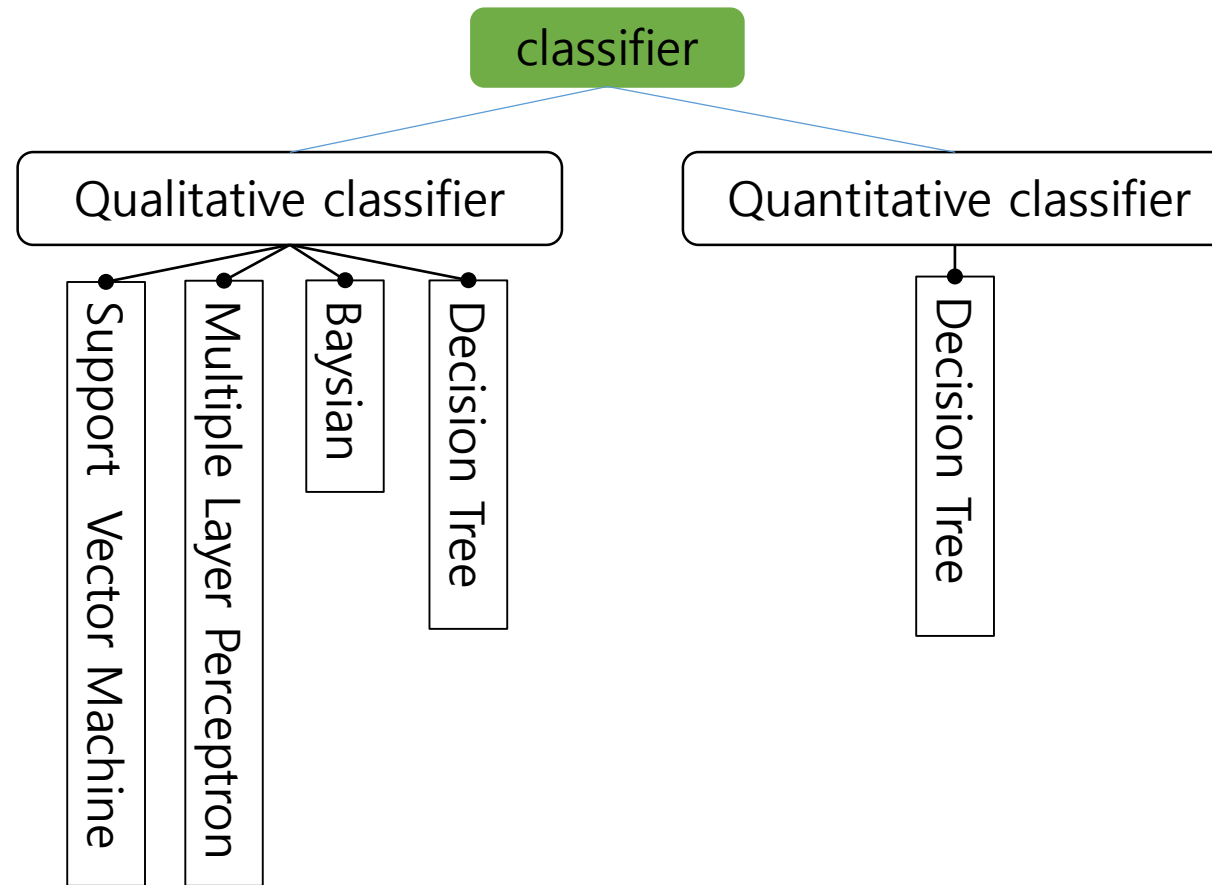 classifier
Qualitative classifier
Quantitative classifier
Support Vector Machine
Multiple Layer Perceptron
Baysian
Decision Tree
Decision Tree